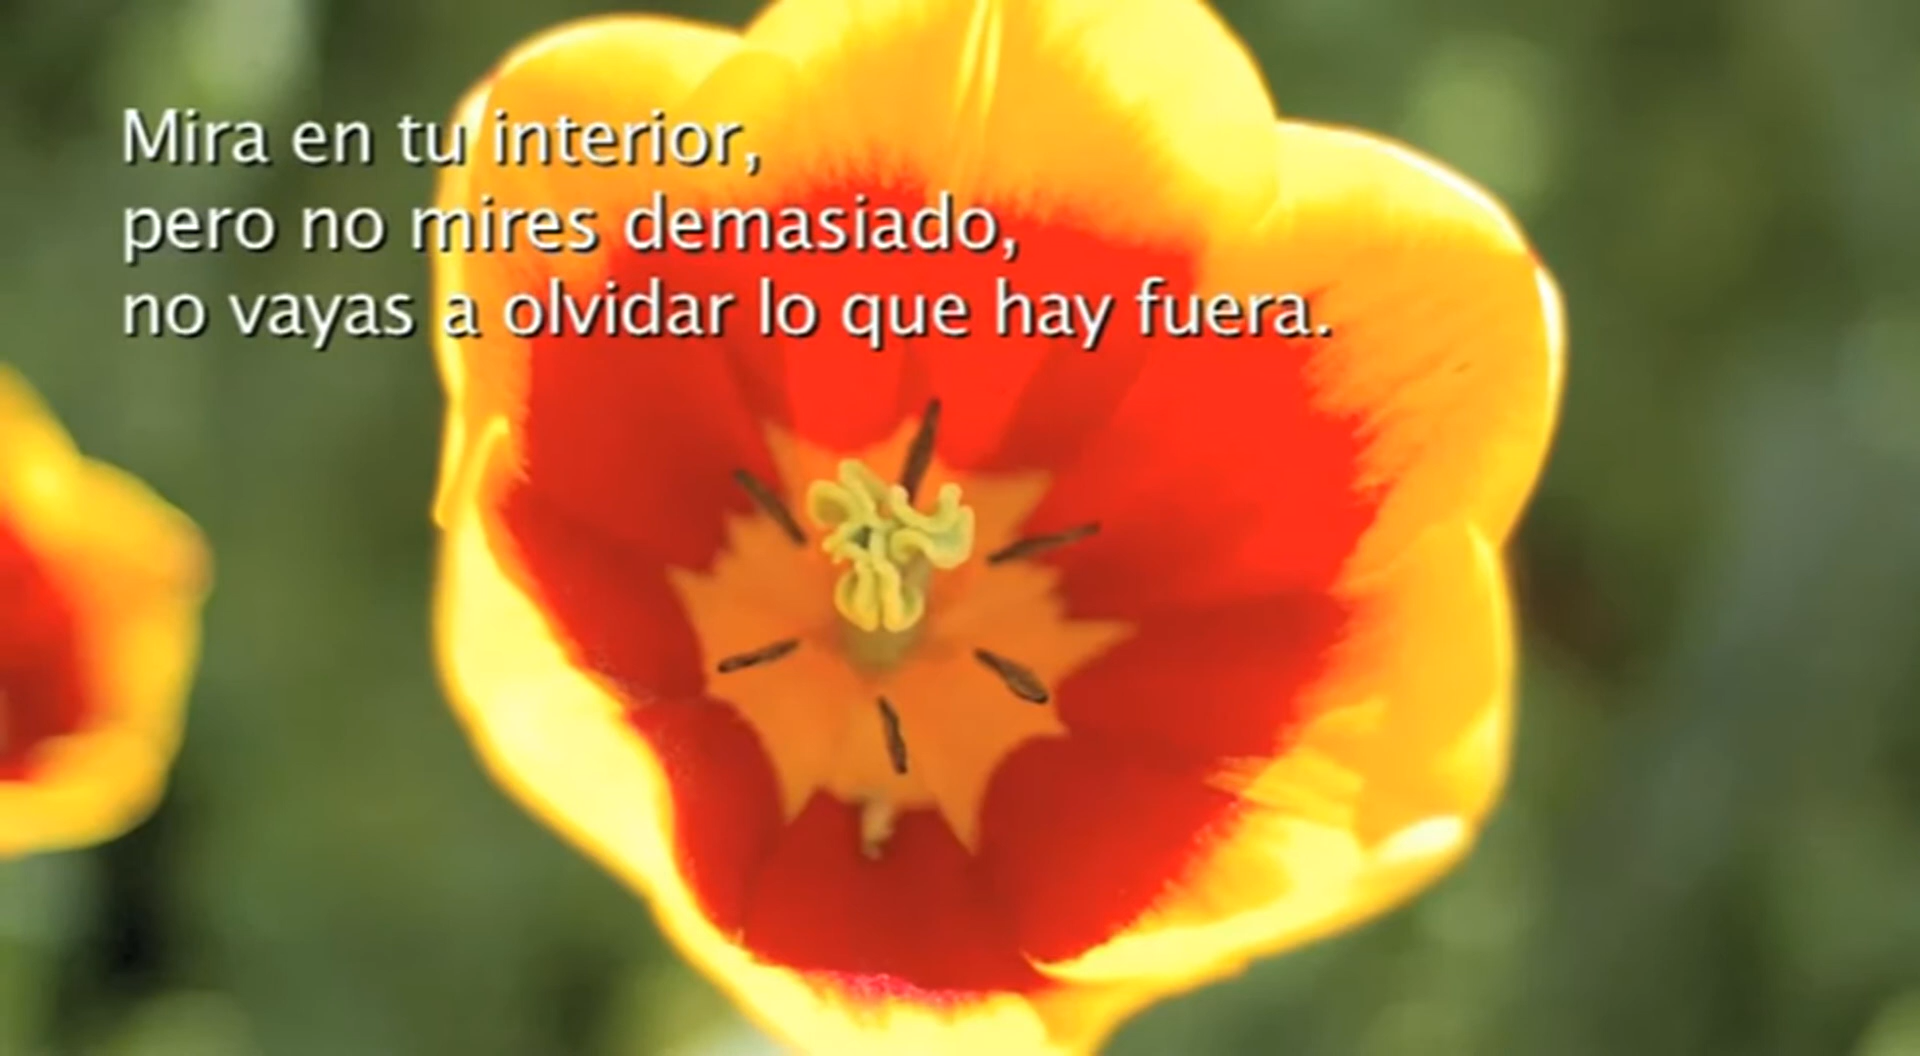 Mira en tu interior,
pero no mires demasiado,
no vayas a olvidar lo que hay fuera.